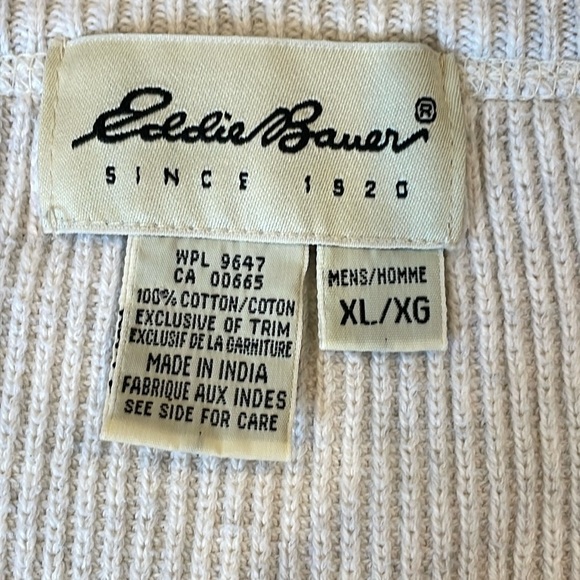 Eddie Bauer®
SINCE 1920
WPL 9647
CA 00665
100% COTTON/COTON
EXCLUSIVE OF TRIM
EXCLUSIF DE LA GARNITURE
MADE IN INDIA
FABRIQUE AUX INDES
SEE SIDE FOR CARE
MENS/HOMME
XL/XG